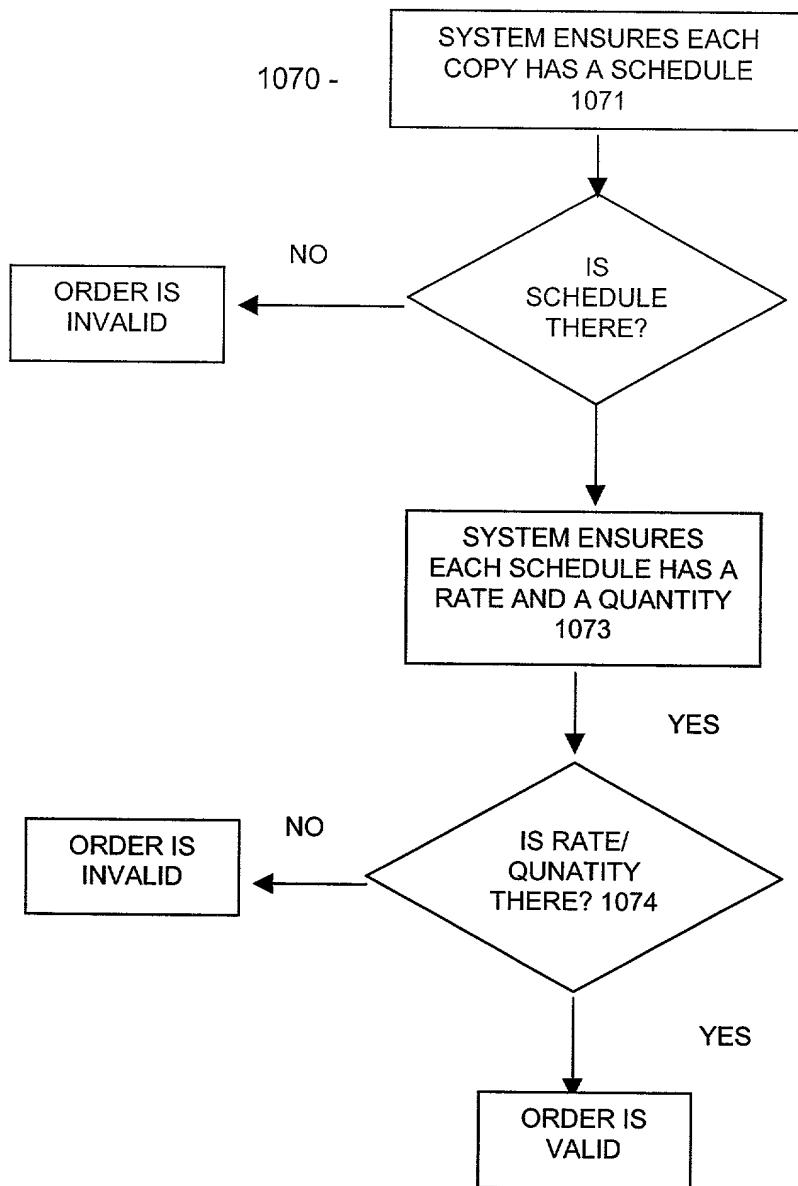 SYSTEM ENSURES EACH
COPY HAS A SCHEDULE
1071
1070 -
NO
IS
SCHEDULE
THERE?
ORDER IS
INVALID
SYSTEM ENSURES
EACH SCHEDULE HAS A
RATE AND A QUANTITY
1073
YES
NO
IS RATE/
QUNATITY
THERE? 1074
ORDER IS
INVALID
YES
ORDER IS
VALID